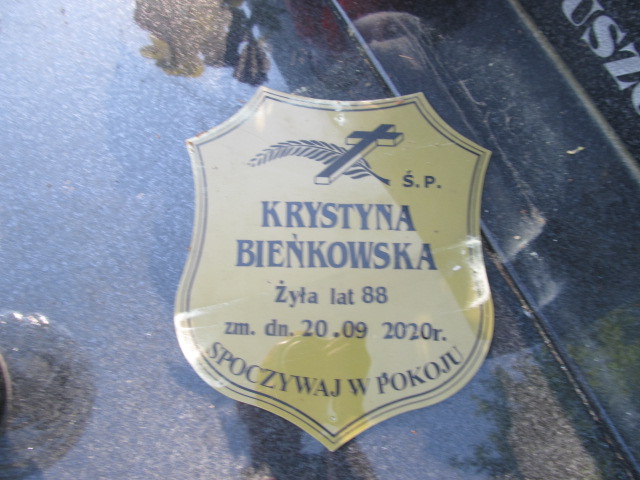 Ś.P.
KRYSTYNA
BIEŃKOWSKA
Żyła lat 88
zm. dn. 20.09 2020r.
SPOCZYWAJ W POKOJU